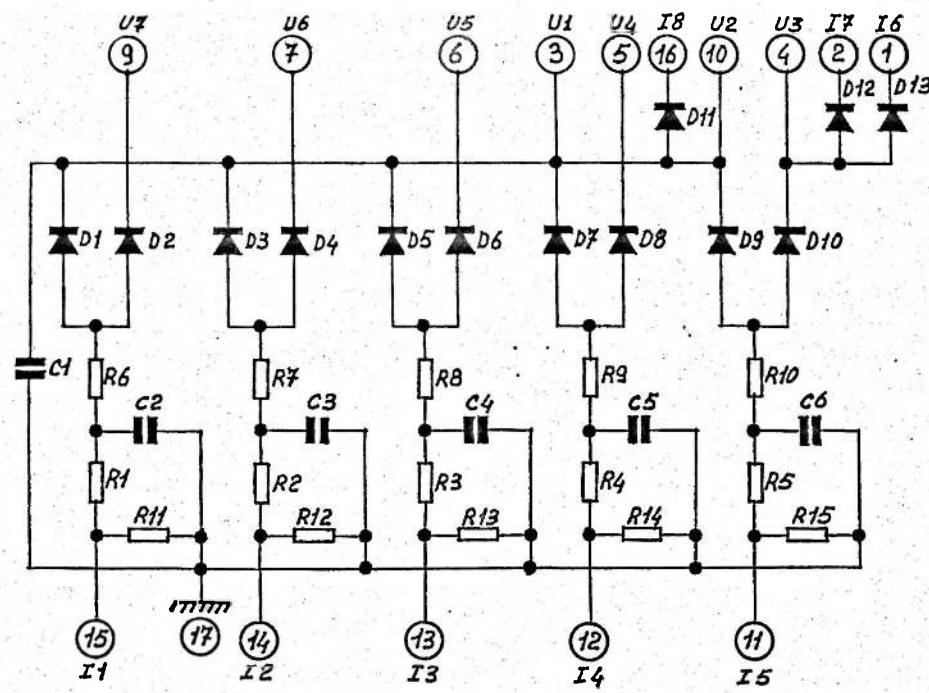 U7 U6 U5 U1 U4 I8 U2 U3 I7 I6
9 7 6 3 5 16 10 4 2 1
D12 D13
D11
D1 D2 D3 D4 D5 D6 D7 D8 D9 D10
C1 R6 R7 R8 R9 R10
C2 C3 C4 C5 C6
R1 R2 R3 R4 R5
R11 R12 R13 R14 R15
15 17 14 13 12 11
I1 I2 I3 I4 I5